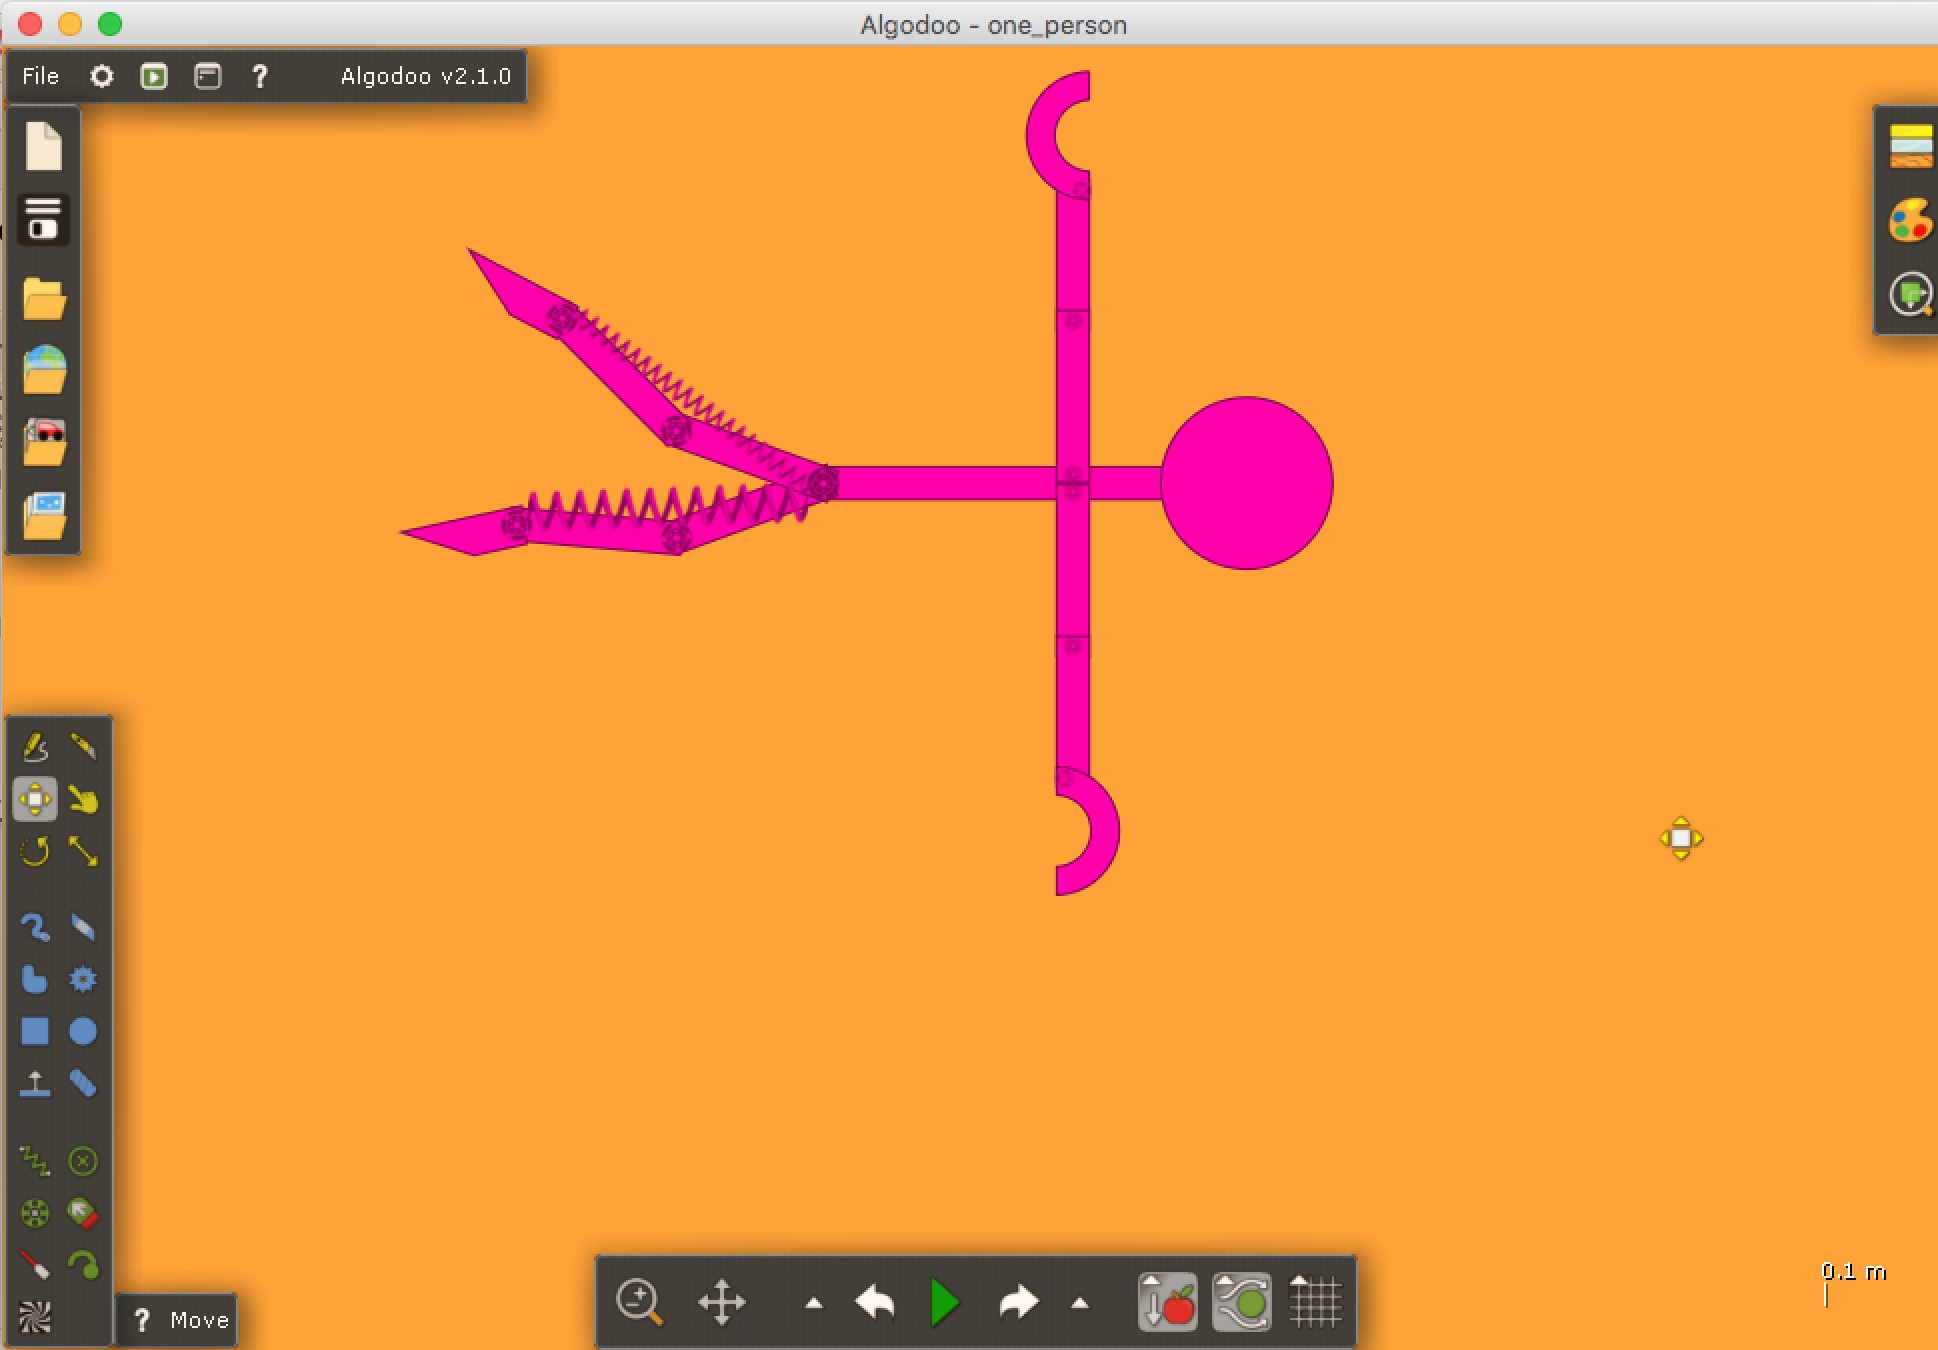 Algodoo - one_person
File ? Algodoo v2.1.0
0.1 m
? Move